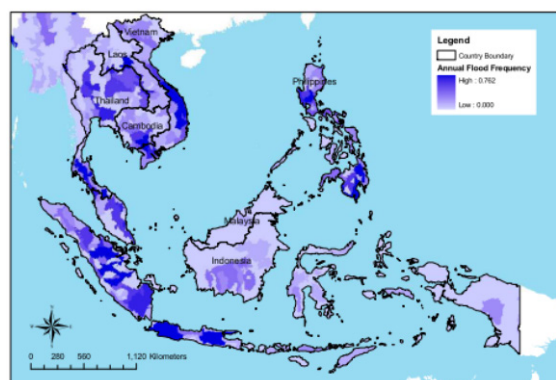 Vietnam
Laos
Thailand
Cambodia
Philippines
Malaysia
Indonesia
Legend
Country Boundary
Annual Flood Frequency
High : 0.762
Low : 0.000
0 280 560 1,120 Kilometers